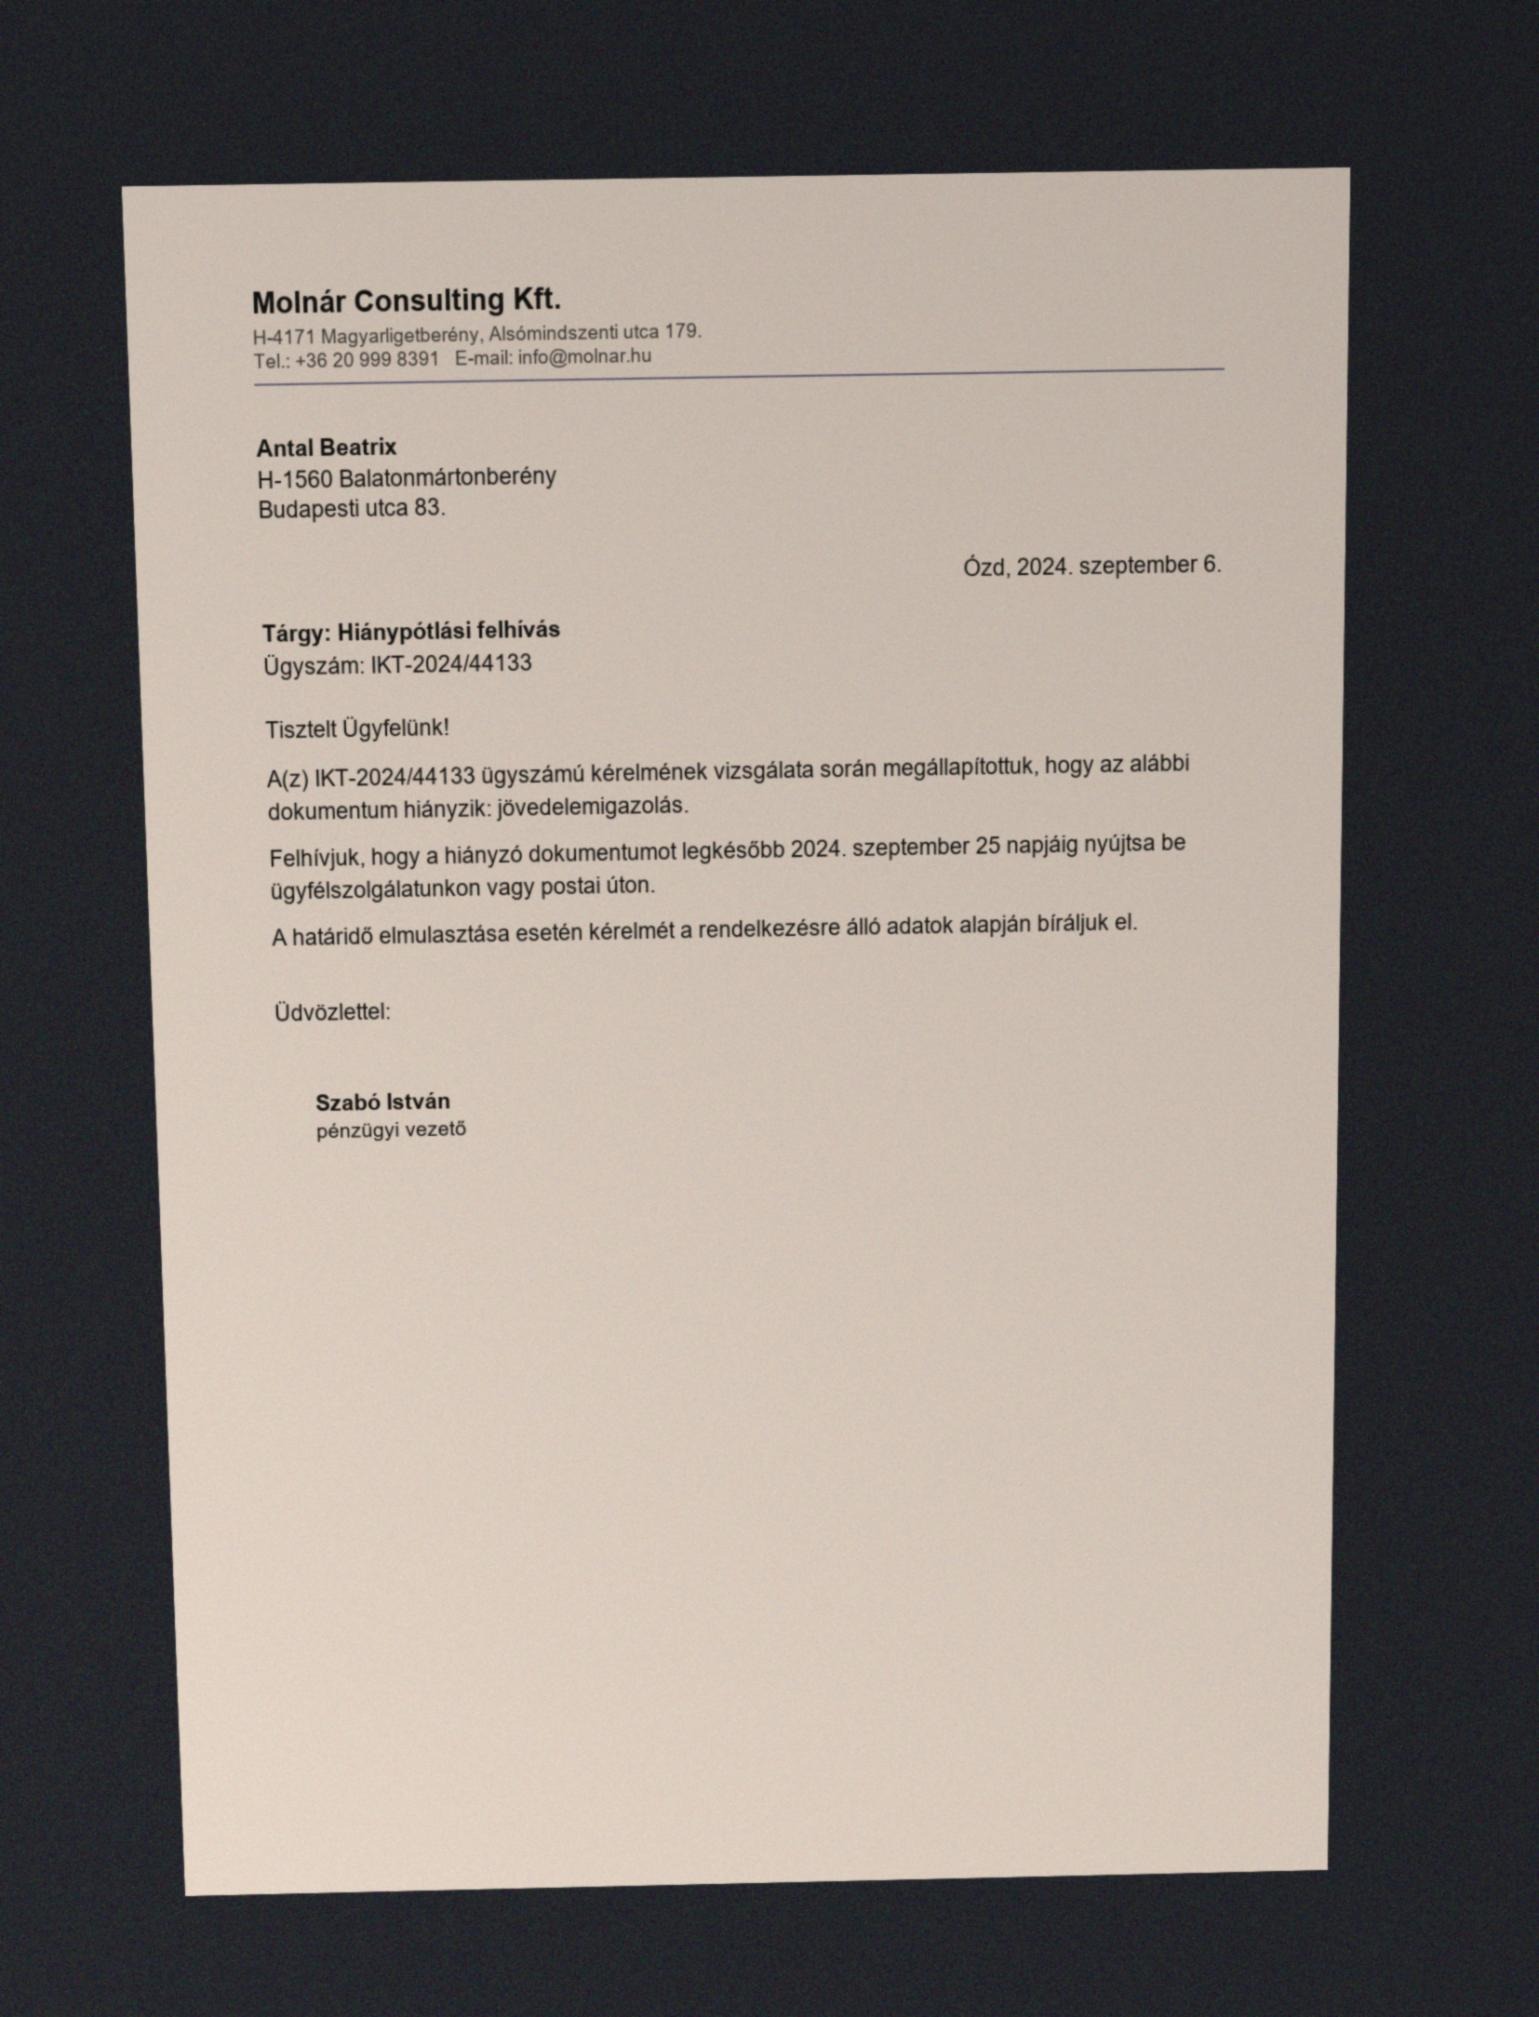 Molnár Consulting Kft.
H-4171 Magyarligetberény, Alsómindszenti utca 179.
Tel.: +36 20 999 8391   E-mail: info@molnar.hu
Antal Beatrix
H-1560 Balatonmártonberény
Budapesti utca 83.
Ózd, 2024. szeptember 6.
Tárgy: Hiánypótlási felhívás
Ügyszám: IKT-2024/44133
Tisztelt Ügyfelünk!
A(z) IKT-2024/44133 ügyszámú kérelmének vizsgálata során megállapítottuk, hogy az alábbi
dokumentum hiányzik: jövedelemigazolás.
Felhívjuk, hogy a hiányzó dokumentumot legkésőbb 2024. szeptember 25 napjáig nyújtsa be
ügyfélszolgálatunkon vagy postai úton.
A határidő elmulasztása esetén kérelmét a rendelkezésre álló adatok alapján bíráljuk el.
Üdvözlettel:
Szabó István
pénzügyi vezető